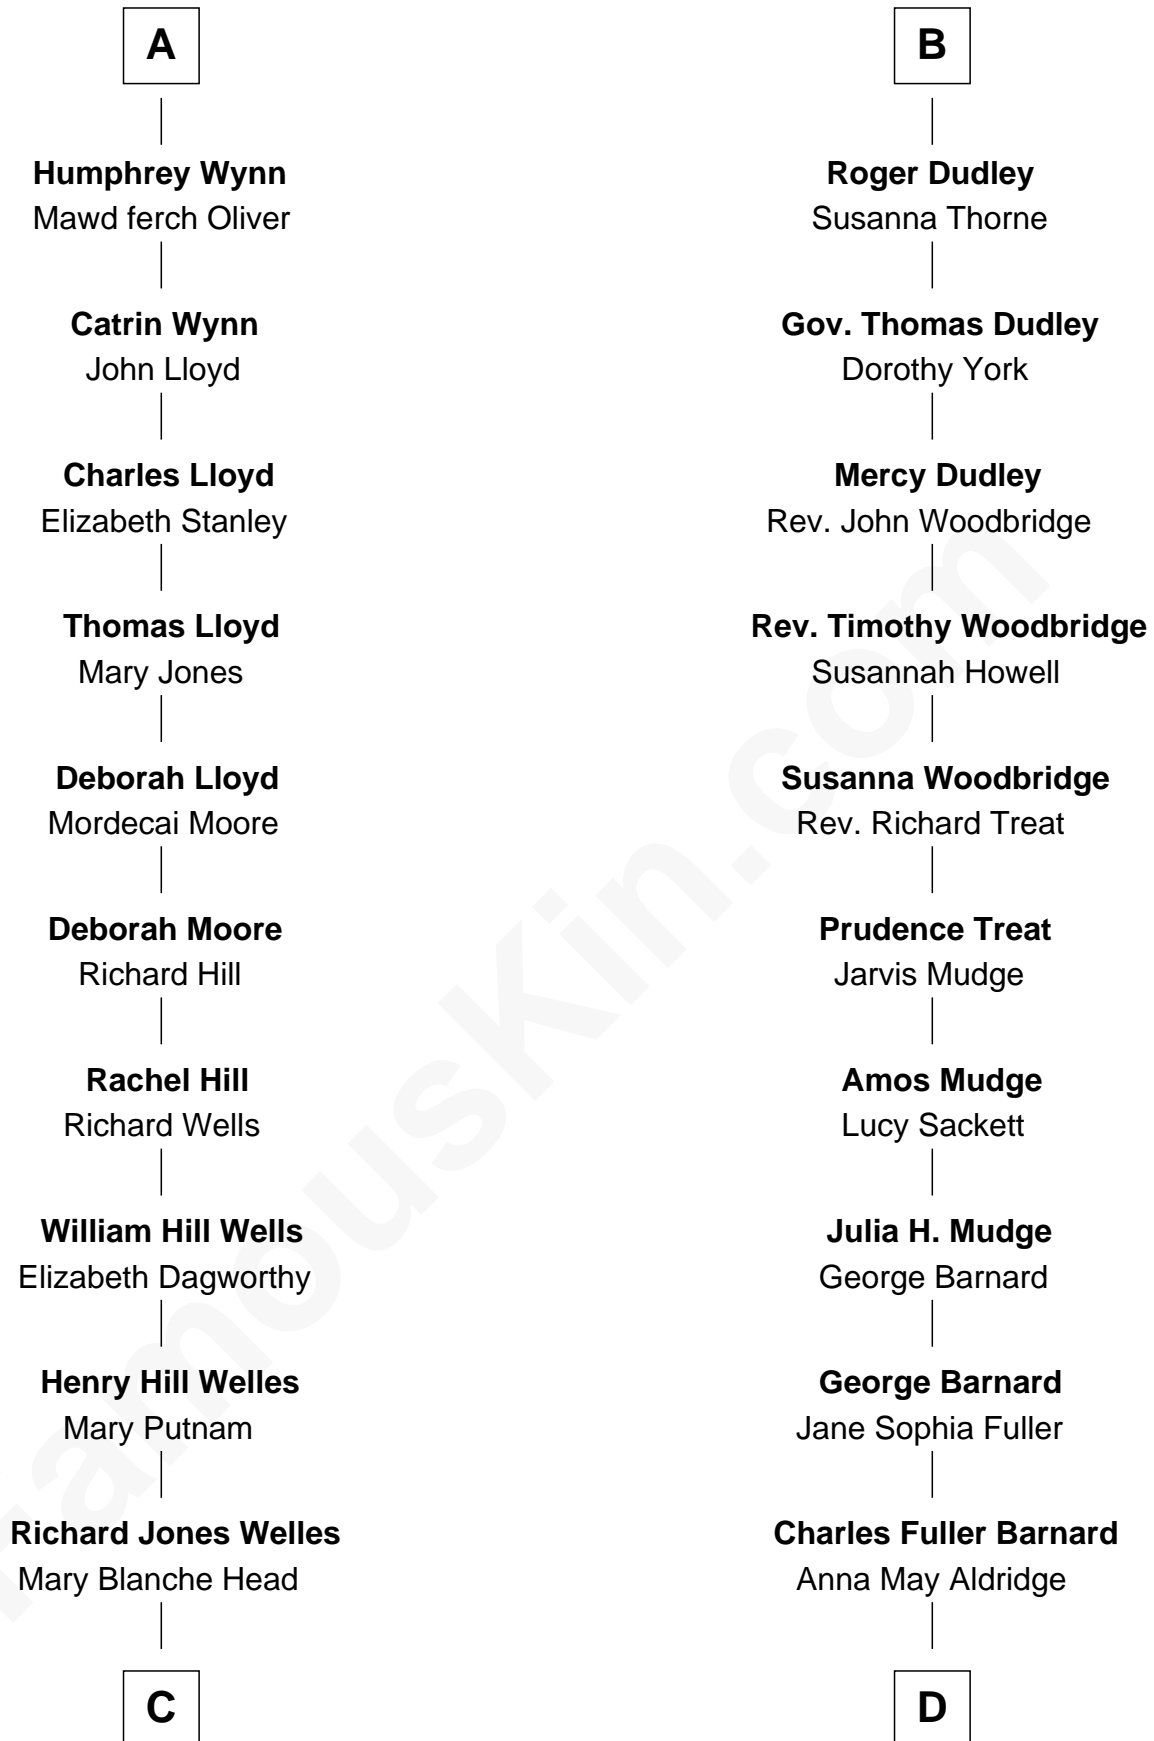 A
Humphrey Wynn
Mawd ferch Oliver
Catrin Wynn
John Lloyd
Charles Lloyd
Elizabeth Stanley
Thomas Lloyd
Mary Jones
Deborah Lloyd
Mordecai Moore
Deborah Moore
Richard Hill
Rachel Hill
Richard Wells
William Hill Wells
Elizabeth Dagworthy
Henry Hill Welles
Mary Putnam
Richard Jones Welles
Mary Blanche Head
C
B
Roger Dudley
Susanna Thorne
Gov. Thomas Dudley
Dorothy York
Mercy Dudley
Rev. John Woodbridge
Rev. Timothy Woodbridge
Susannah Howell
Susanna Woodbridge
Rev. Richard Treat
Prudence Treat
Jarvis Mudge
Amos Mudge
Lucy Sackett
Julia H. Mudge
George Barnard
George Barnard
Jane Sophia Fuller
Charles Fuller Barnard
Anna May Aldridge
D
FamousKin.com